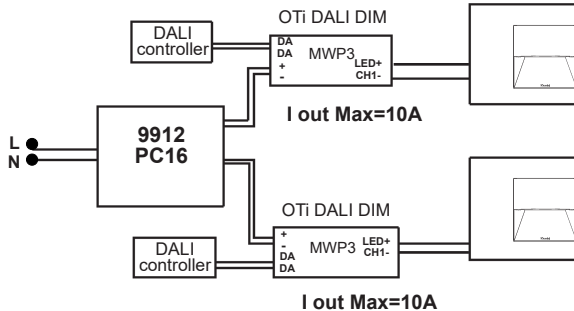 OTi DALI DIM
DALI
controller
DA
DA
+
-
MWP3
LED+
CH1-
I out Max=10A
L
N
9912
PC16
OTi DALI DIM
+
-
DA
DA
MWP3
LED+
CH1-
DALI
controller
I out Max=10A